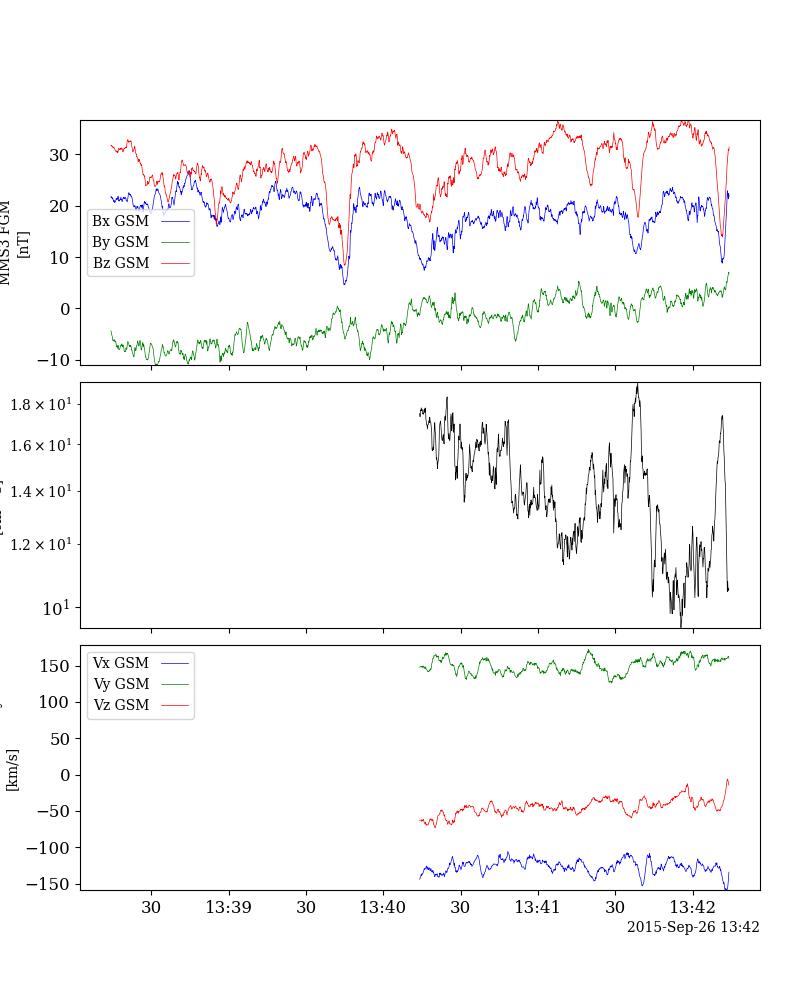 30
20
10
0
−10
MMS3 FGM
[nT]
Bx GSM
By GSM
Bz GSM
1.8 × 10¹
1.6 × 10¹
1.4 × 10¹
1.2 × 10¹
10¹
150
100
50
0
−50
−100
−150
[km/s]
Vx GSM
Vy GSM
Vz GSM
30 13:39 30 13:40 30 13:41 30 13:42
2015-Sep-26 13:42